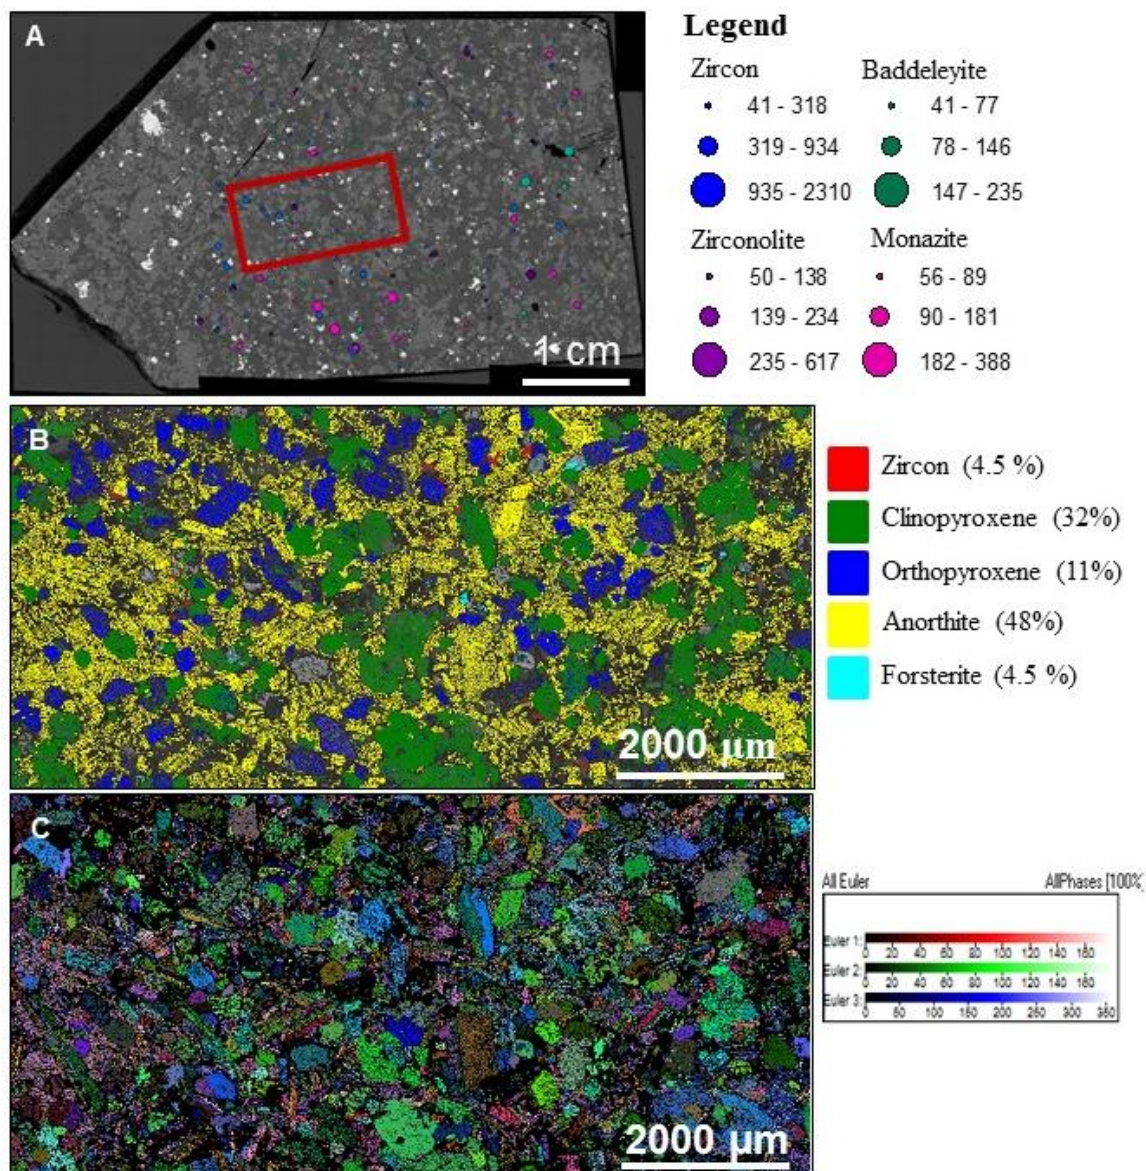 A
1 cm
Legend
Zircon
41 - 318
319 - 934
935 - 2310
Baddeleyite
41 - 77
78 - 146
147 - 235
Zirconolite
50 - 138
139 - 234
235 - 617
Monazite
56 - 89
90 - 181
182 - 388
B
2000 µm
Zircon (4.5 %)
Clinopyroxene (32%)
Orthopyroxene (11%)
Anorthite (48%)
Forsterite (4.5 %)
C
2000 µm
All Euler AllPhases [100%
Euler 1:
0 20 40 60 80 100 120 140 160
Euler 2:
0 20 40 60 80 100 120 140 160
Euler 3:
0 50 100 150 200 250 300 350